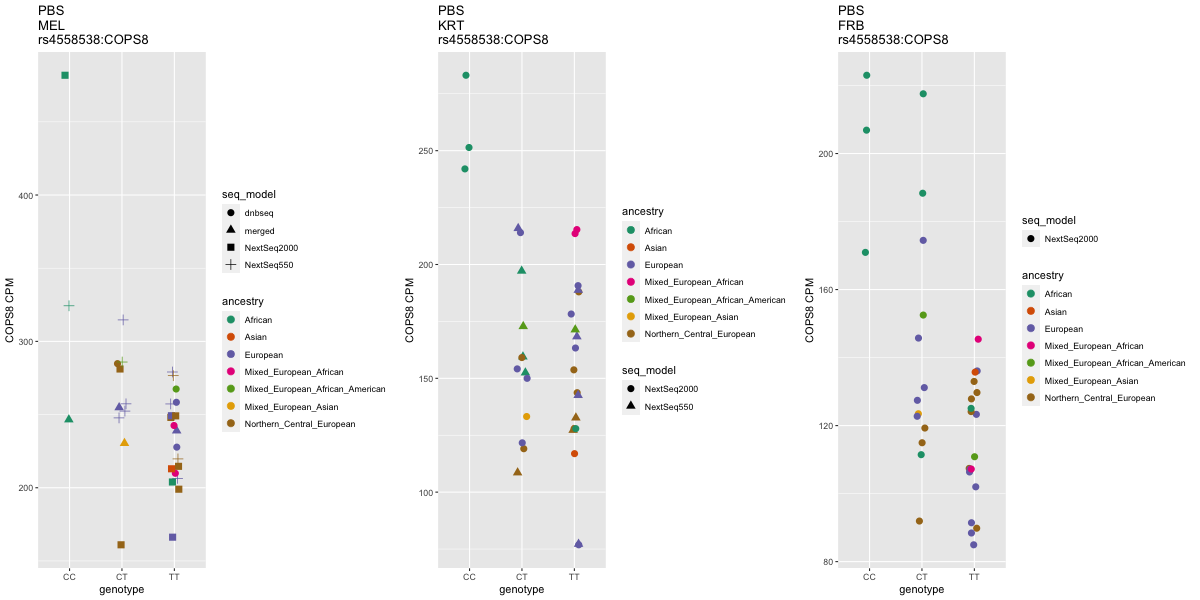 PBS
MEL
rs4558538:COPS8
COPS8 CPM
400
300
200
CC
CT
TT
genotype
seq_model
dnbseq
merged
NextSeq2000
NextSeq550
ancestry
African
Asian
European
Mixed_European_African
Mixed_European_African_American
Mixed_European_Asian
Northern_Central_European
PBS
KRT
rs4558538:COPS8
COPS8 CPM
250
200
150
100
CC
CT
TT
genotype
ancestry
African
Asian
European
Mixed_European_African
Mixed_European_African_American
Mixed_European_Asian
Northern_Central_European
seq_model
NextSeq2000
NextSeq550
PBS
FRB
rs4558538:COPS8
COPS8 CPM
200
160
120
80
CC
CT
TT
genotype
seq_model
NextSeq2000
ancestry
African
Asian
European
Mixed_European_African
Mixed_European_African_American
Mixed_European_Asian
Northern_Central_European